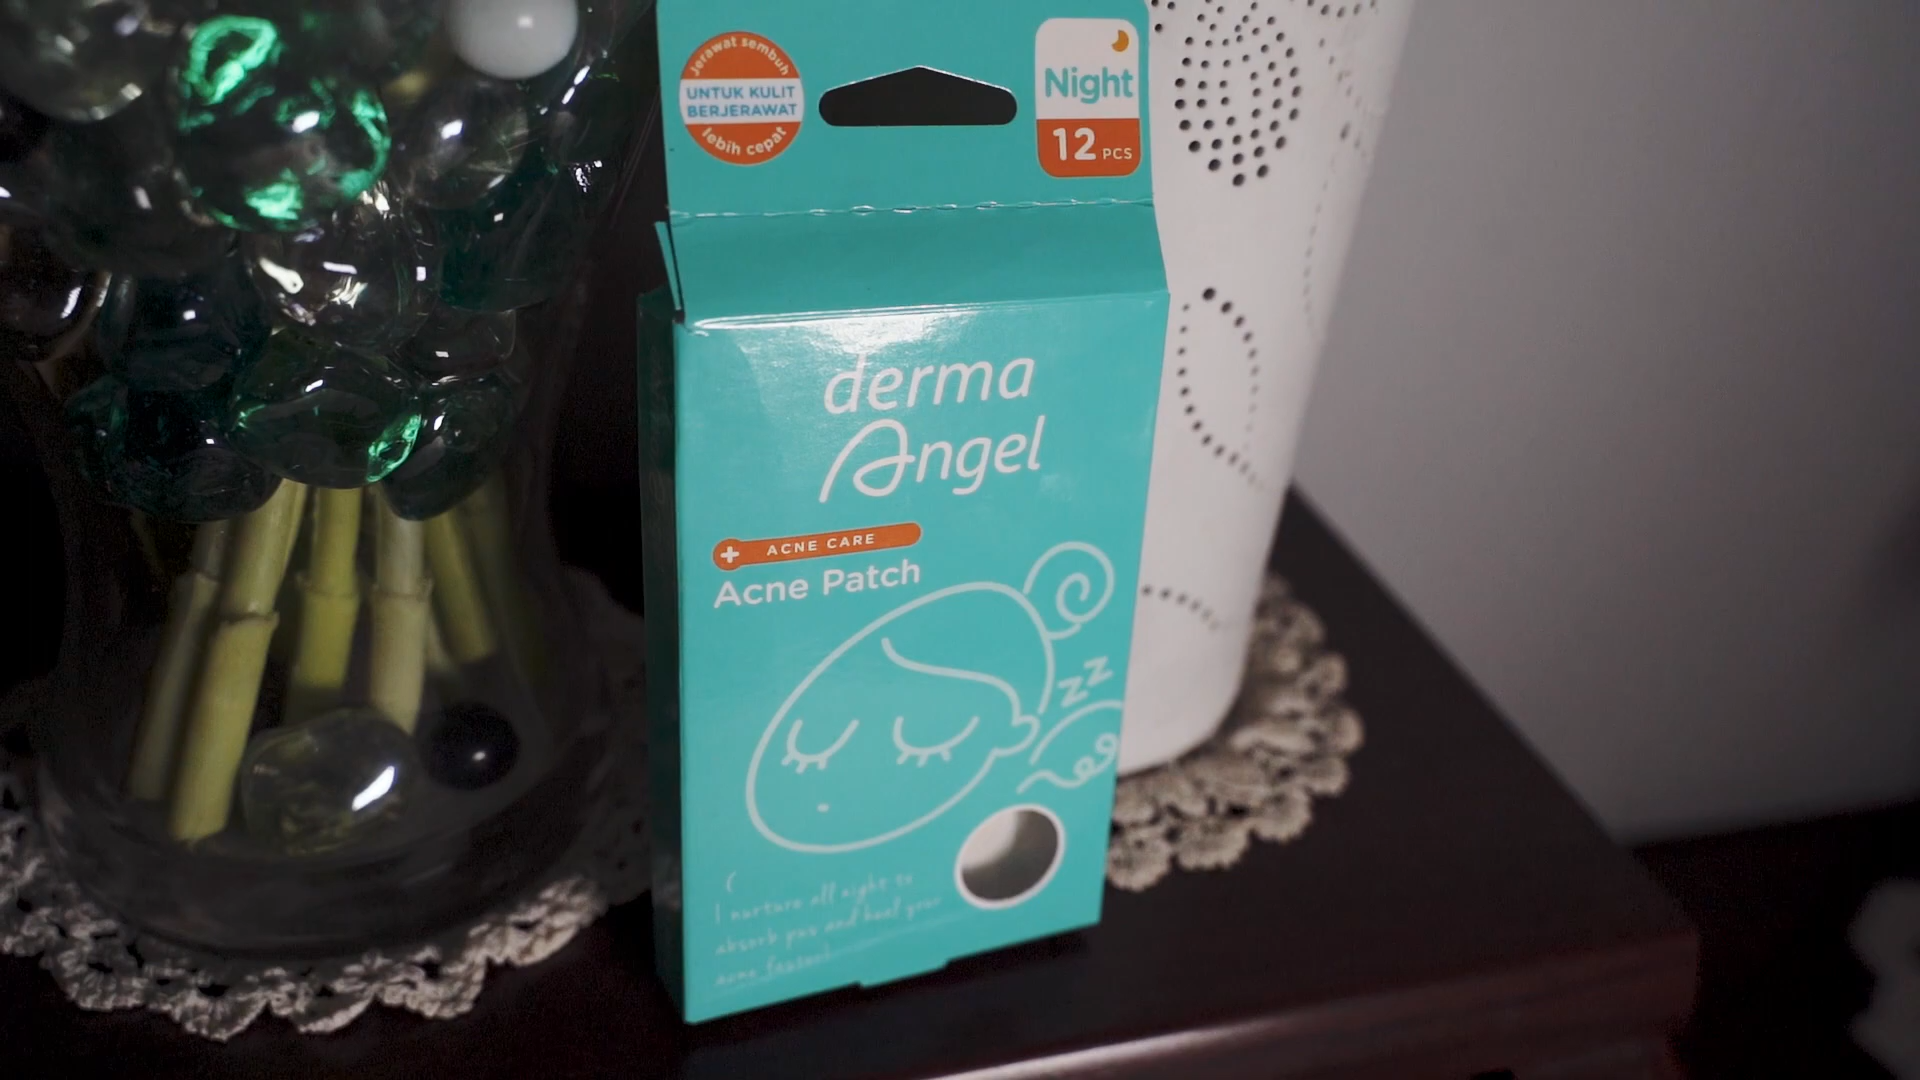 Jerawat sembuh
UNTUK KULIT
BERJERAWAT
lebih cepat
Night
12 PCS
derma
Angel
+ ACNE CARE
Acne Patch
zz
I nurture all night to
absorb pus and heal your
acne faster!